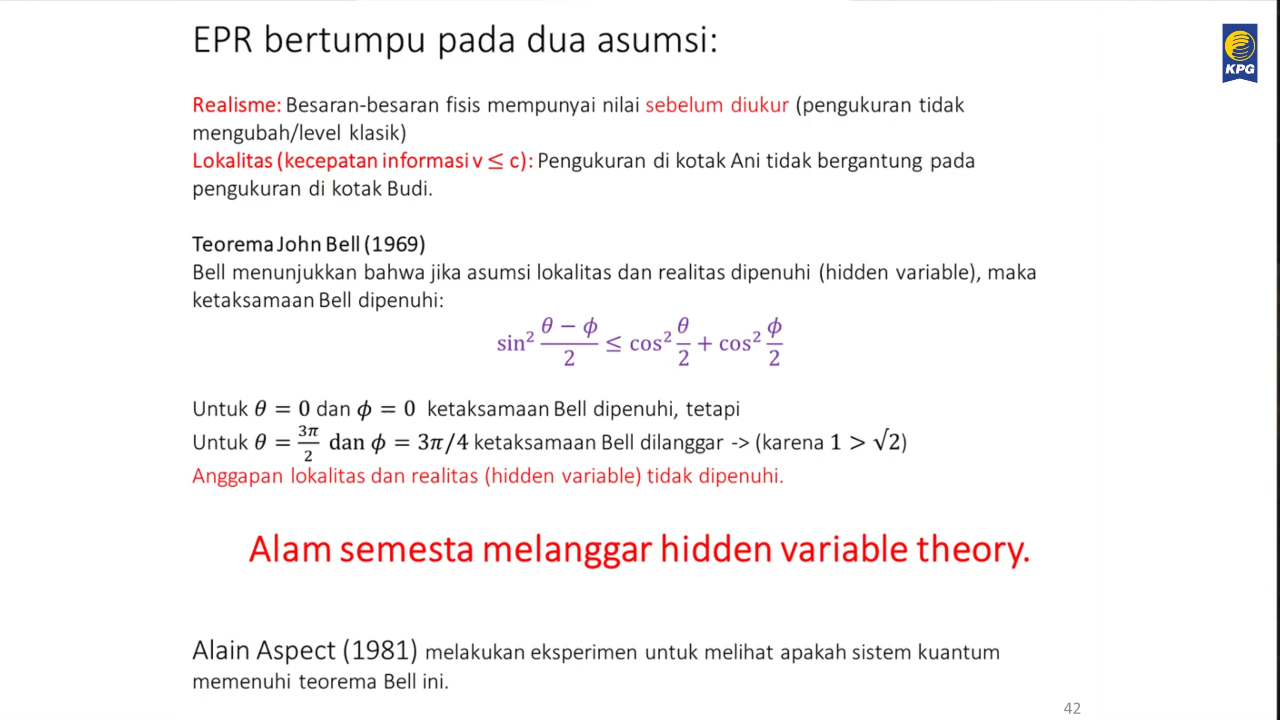 EPR bertumpu pada dua asumsi:
KPG
Realisme: Besaran-besaran fisis mempunyai nilai sebelum diukur (pengukuran tidak
mengubah/level klasik)
Lokalitas (kecepatan informasi v ≤ c): Pengukuran di kotak Ani tidak bergantung pada
pengukuran di kotak Budi.
Teorema John Bell (1969)
Bell menunjukkan bahwa jika asumsi lokalitas dan realitas dipenuhi (hidden variable), maka
ketaksamaan Bell dipenuhi:
sin² (θ − ϕ)/2 ≤ cos² θ/2 + cos² ϕ/2
Untuk θ = 0 dan ϕ = 0 ketaksamaan Bell dipenuhi, tetapi
Untuk θ = 3π/2 dan ϕ = 3π/4 ketaksamaan Bell dilanggar -> (karena 1 > √2)
Anggapan lokalitas dan realitas (hidden variable) tidak dipenuhi.
Alam semesta melanggar hidden variable theory.
Alain Aspect (1981) melakukan eksperimen untuk melihat apakah sistem kuantum
memenuhi teorema Bell ini.
42